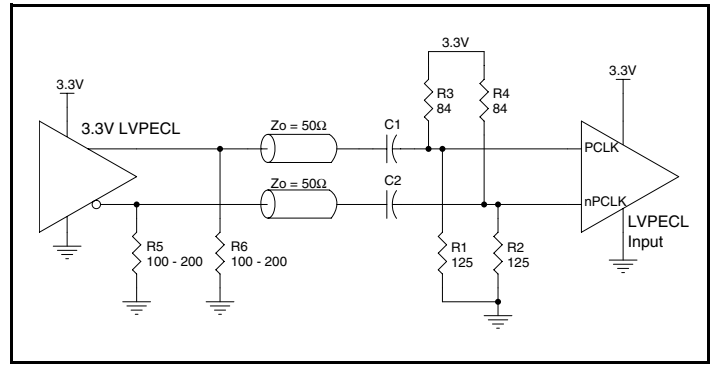 3.3V
3.3V LVPECL
Zo = 50Ω
C1
3.3V
R3
84
R4
84
3.3V
PCLK
Zo = 50Ω
C2
nPCLK
LVPECL
Input
R5
100 - 200
R6
100 - 200
R1
125
R2
125